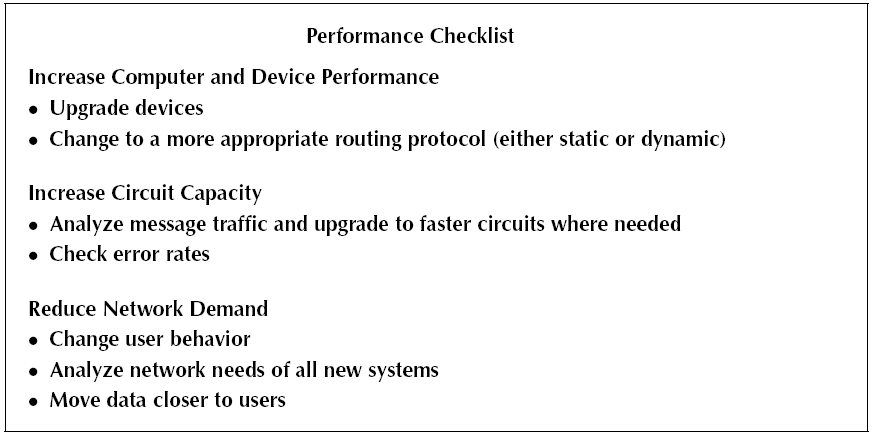 Performance Checklist
Increase Computer and Device Performance
• Upgrade devices
• Change to a more appropriate routing protocol (either static or dynamic)
Increase Circuit Capacity
• Analyze message traffic and upgrade to faster circuits where needed
• Check error rates
Reduce Network Demand
• Change user behavior
• Analyze network needs of all new systems
• Move data closer to users